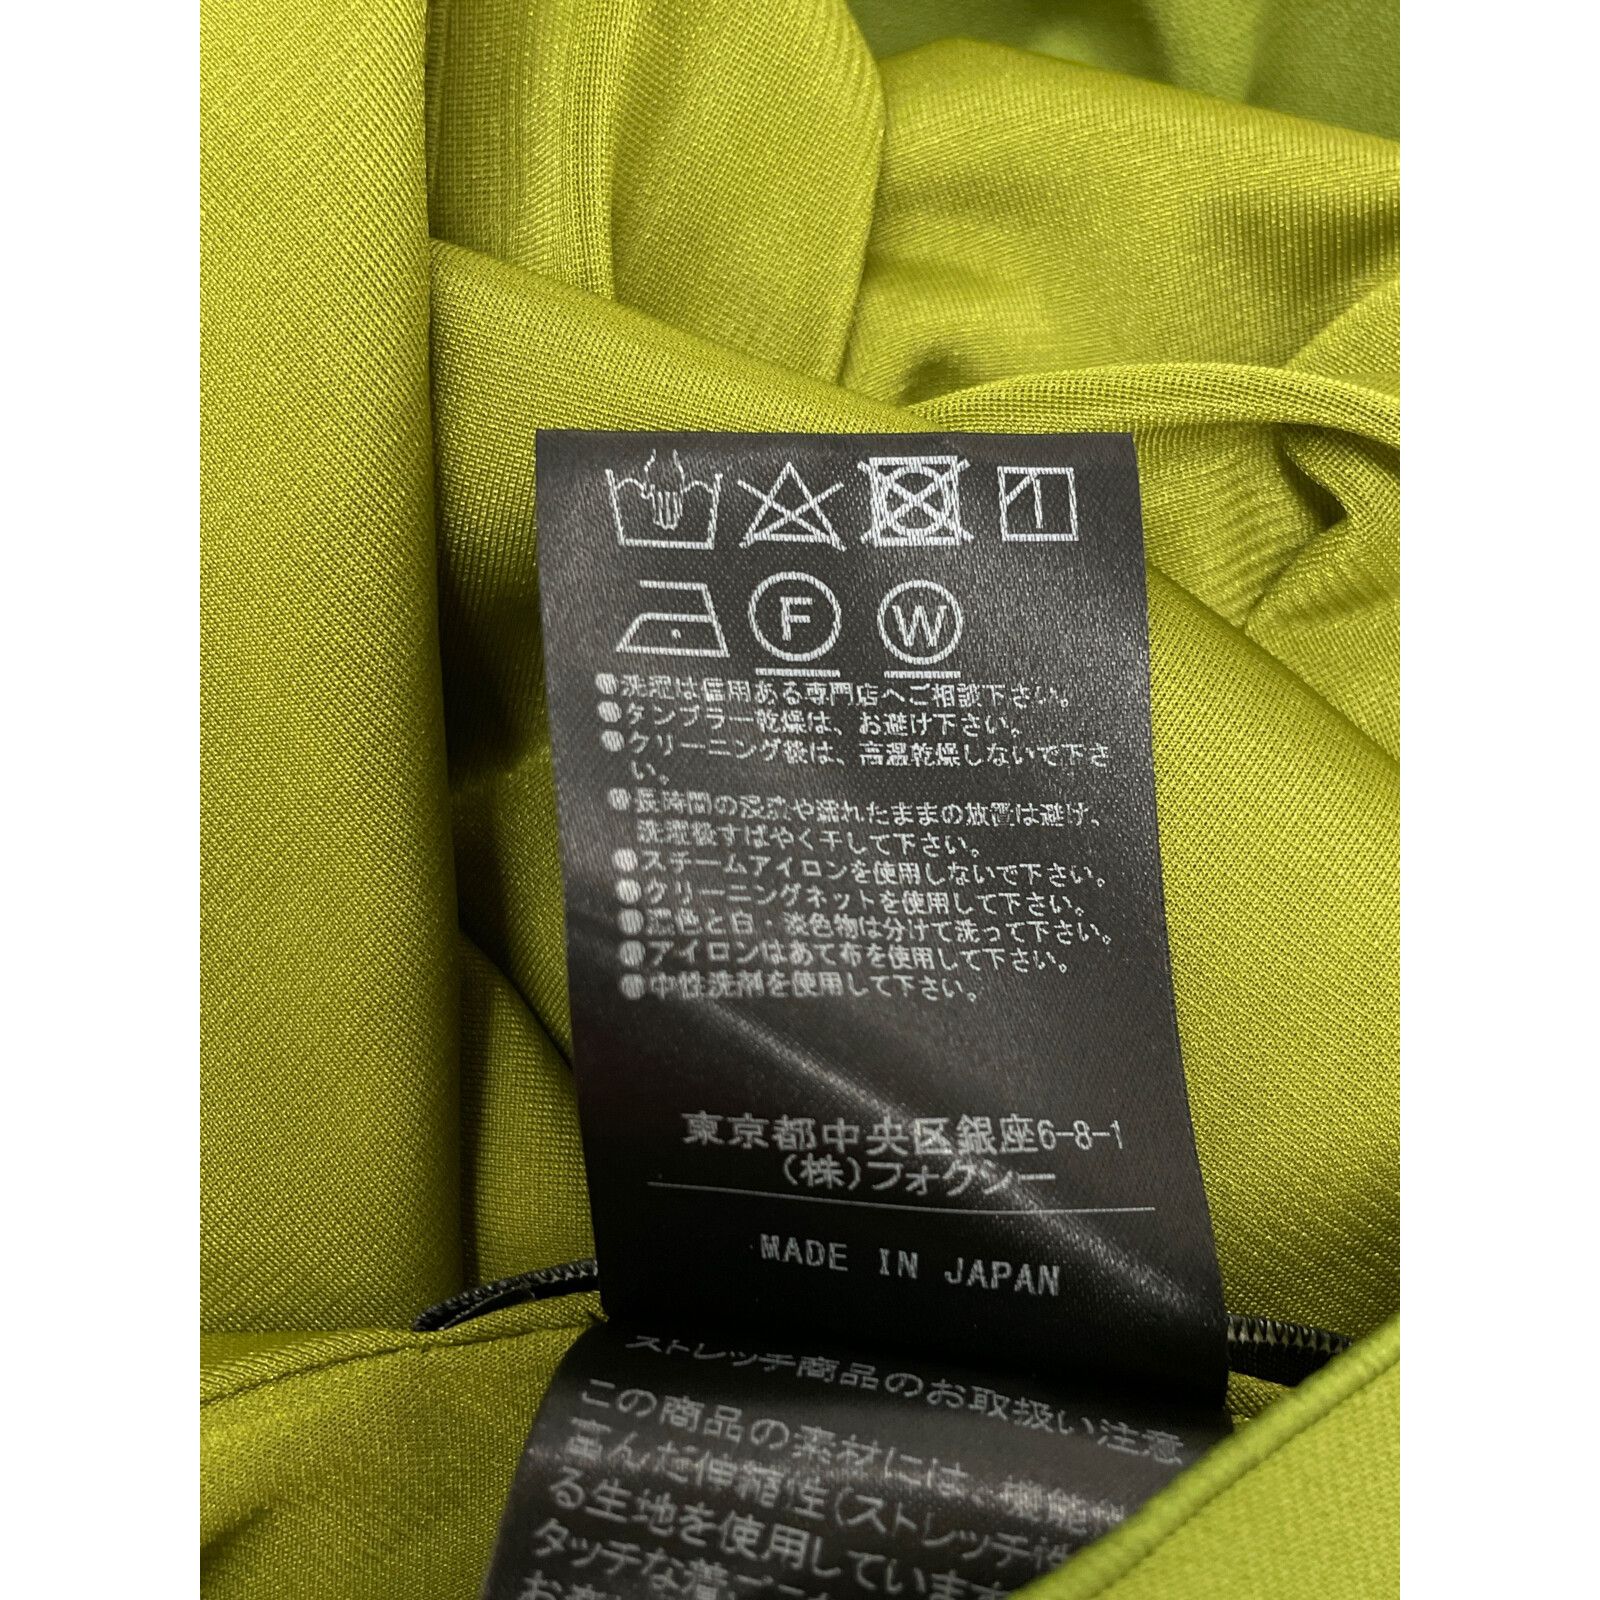 F W
●洗濯は信用ある専門店へご相談下さい。
●タンブラー乾燥は、お避け下さい。
●クリーニング後は、高温乾燥しないで下さ
い。
●長時間の浸漬や濡れたままの放置は避け、
洗濯後すばやく干して下さい。
●スチームアイロンを使用しないで下さい。
●クリーニングネットを使用して下さい。
●濃色と白・淡色物は分けて洗って下さい。
●アイロンはあて布を使用して下さい。
●中性洗剤を使用して下さい。
東京都中央区銀座6-8-1
(株)フォクシー
MADE IN JAPAN
ストレッチ商品のお取扱い注意
この商品の素材には、機能性
富んだ伸縮性(ストレッチ性
る生地を使用しています
タッチな着